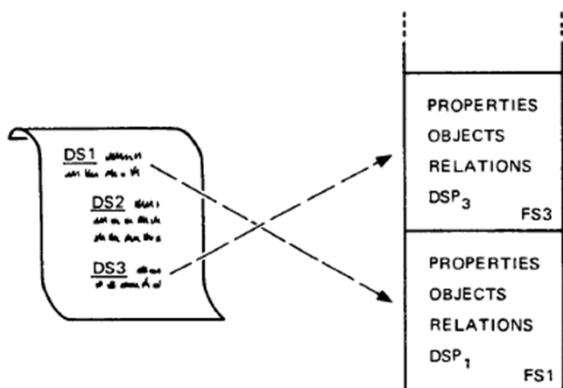 DS1
DS2
DS3
PROPERTIES
OBJECTS
RELATIONS
DSP₃
FS3
PROPERTIES
OBJECTS
RELATIONS
DSP₁
FS1